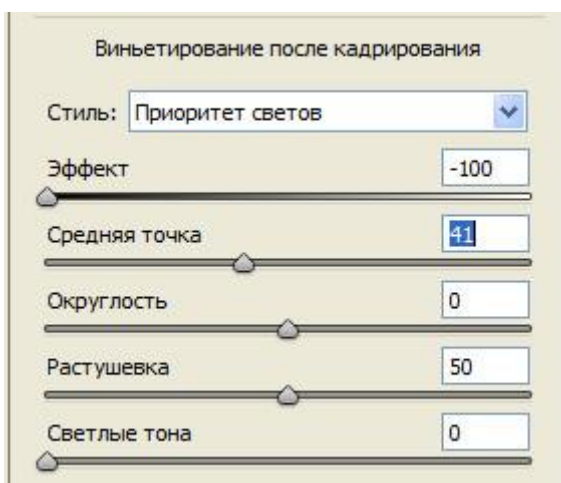 Виньетирование после кадрирования
Стиль: Приоритет светов
Эффект -100
Средняя точка 41
Округлость 0
Растушевка 50
Светлые тона 0